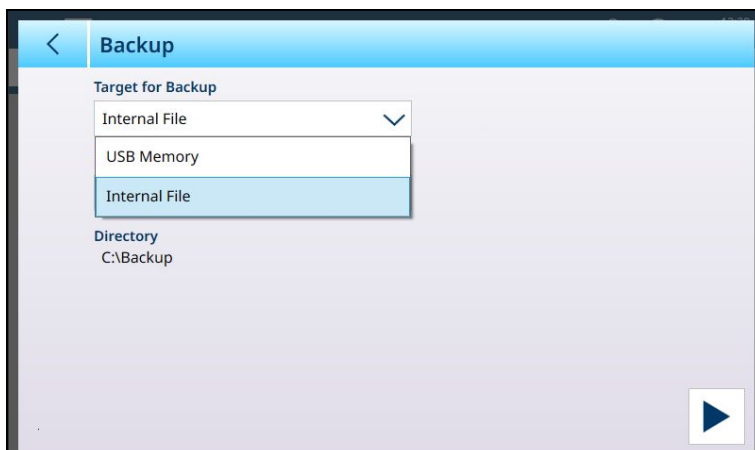 Backup
Target for Backup
Internal File
USB Memory
Internal File
Directory
C:\Backup